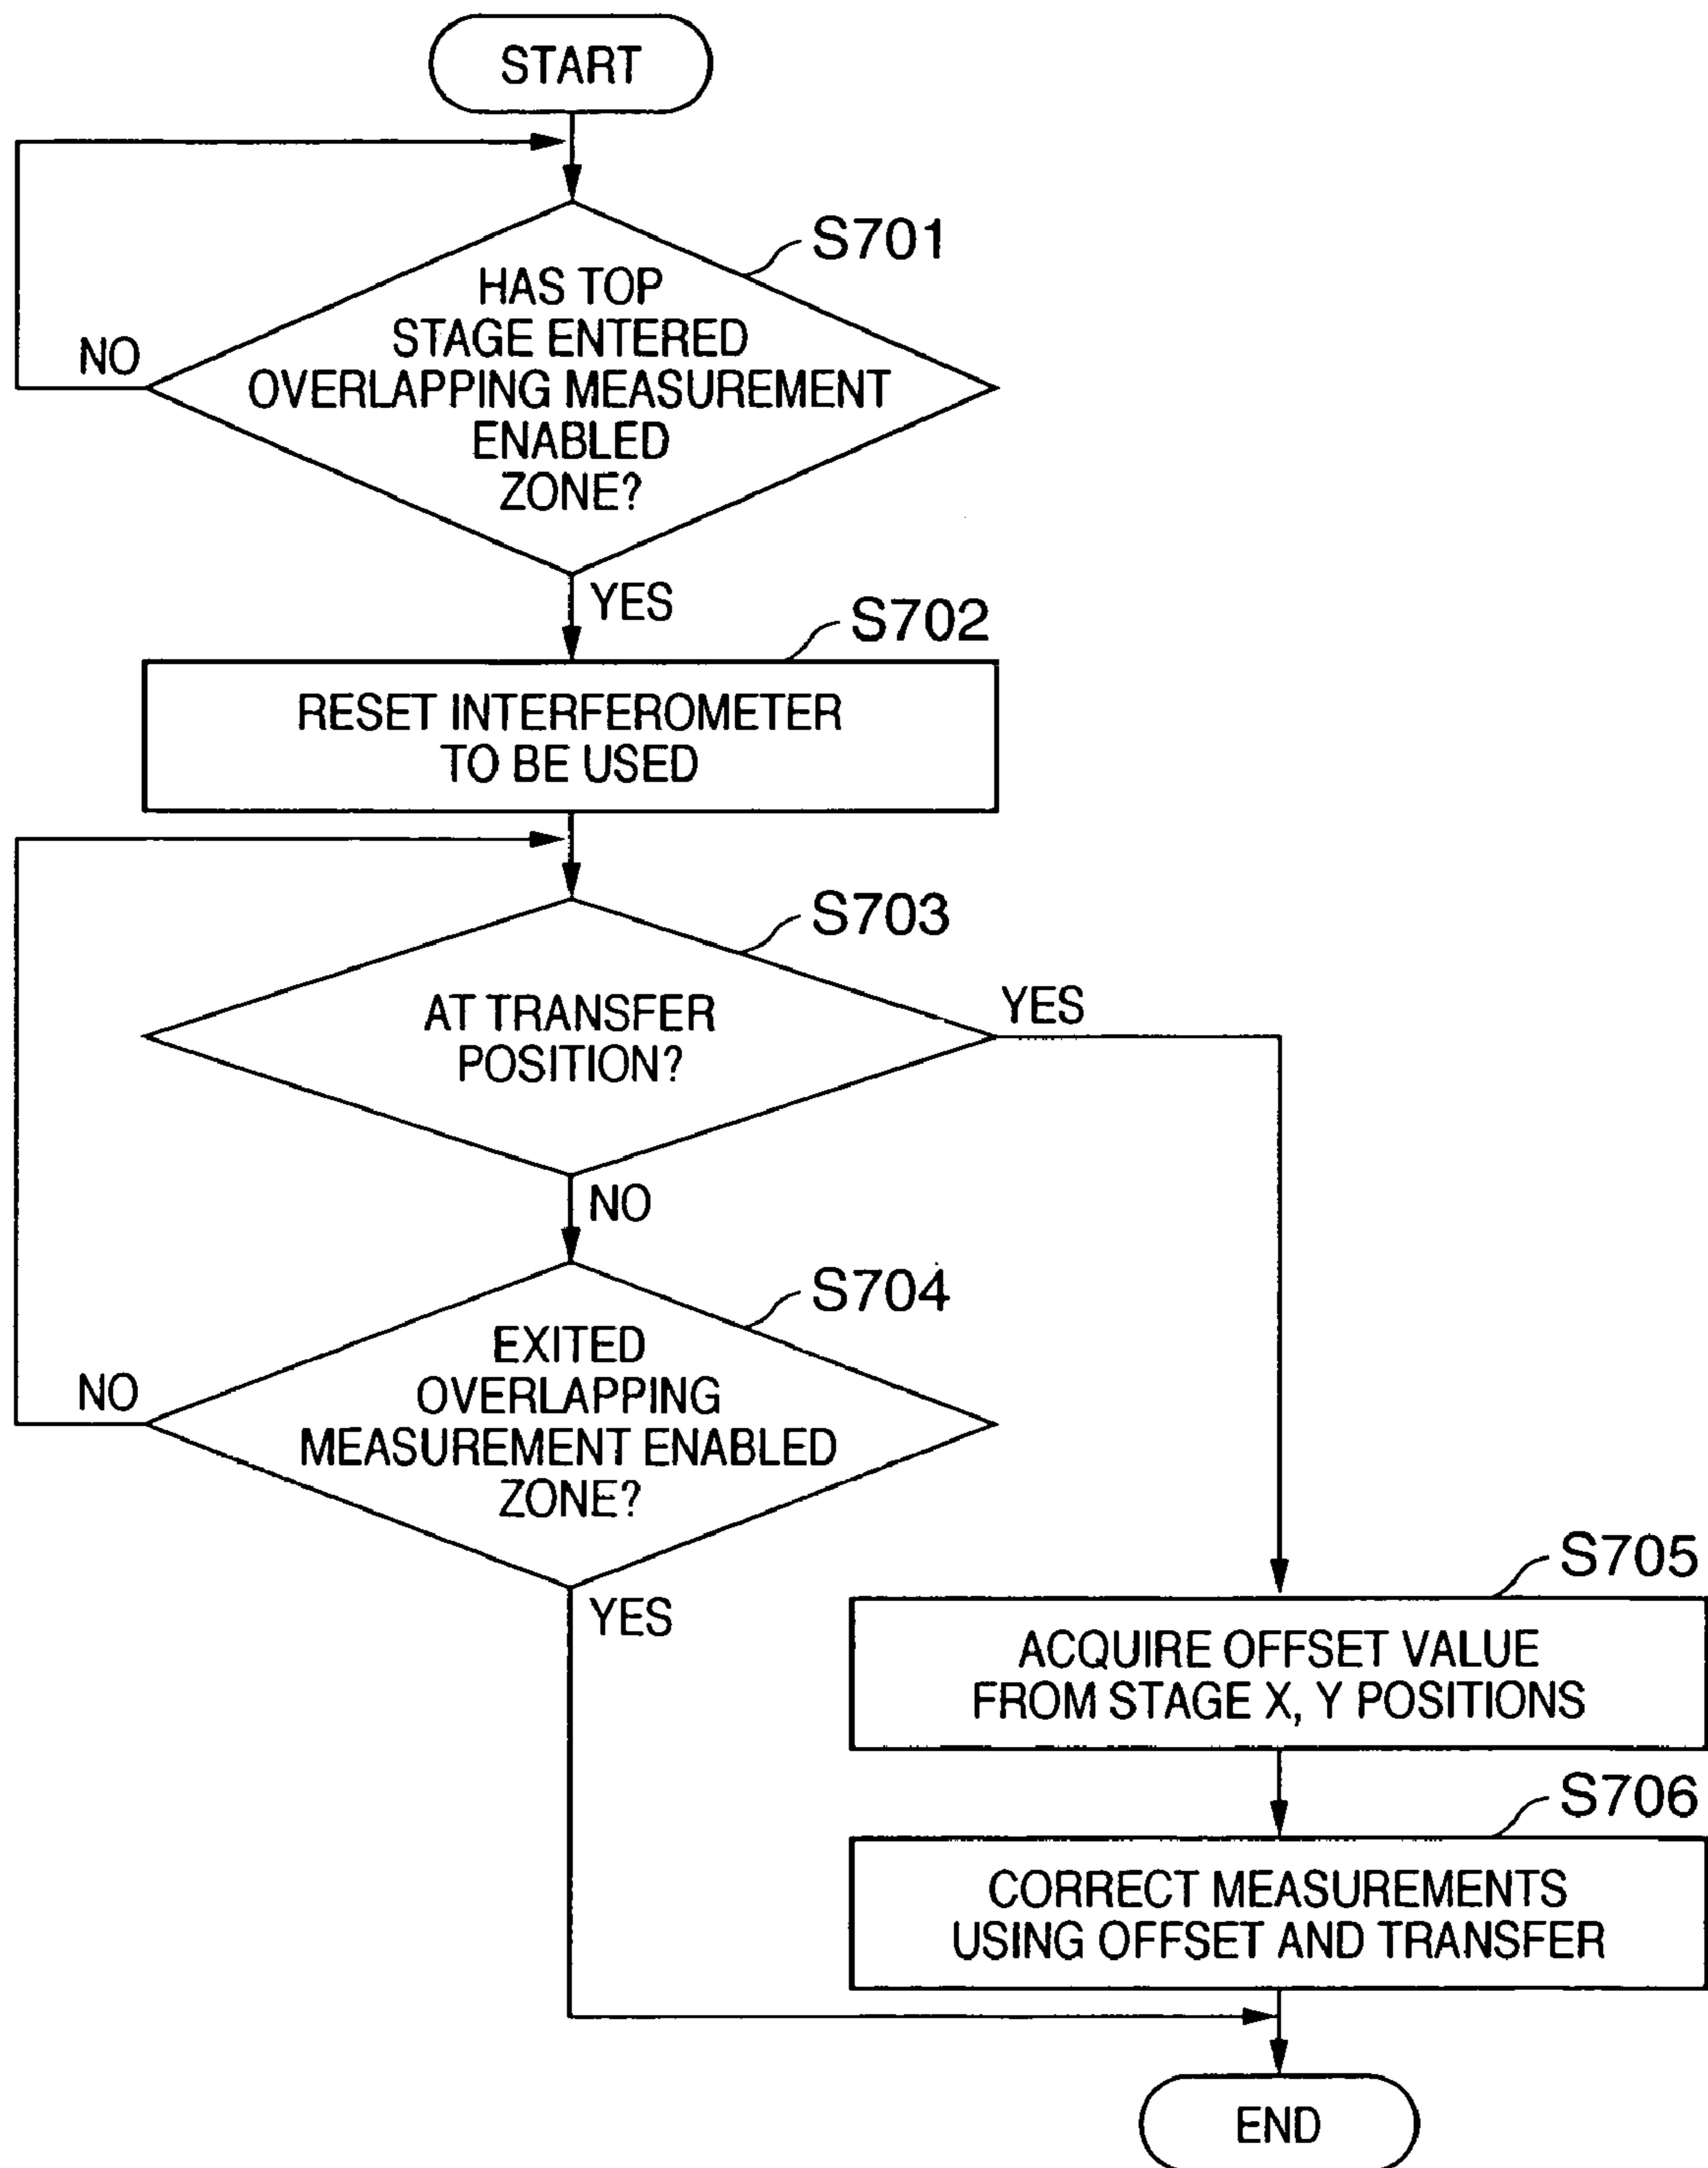 START
S701
HAS TOP
STAGE ENTERED
OVERLAPPING MEASUREMENT
ENABLED
ZONE?
NO
YES
S702
RESET INTERFEROMETER
TO BE USED
S703
AT TRANSFER
POSITION?
YES
NO
S704
EXITED
OVERLAPPING
MEASUREMENT ENABLED
ZONE?
NO
YES
S705
ACQUIRE OFFSET VALUE
FROM STAGE X, Y POSITIONS
S706
CORRECT MEASUREMENTS
USING OFFSET AND TRANSFER
END